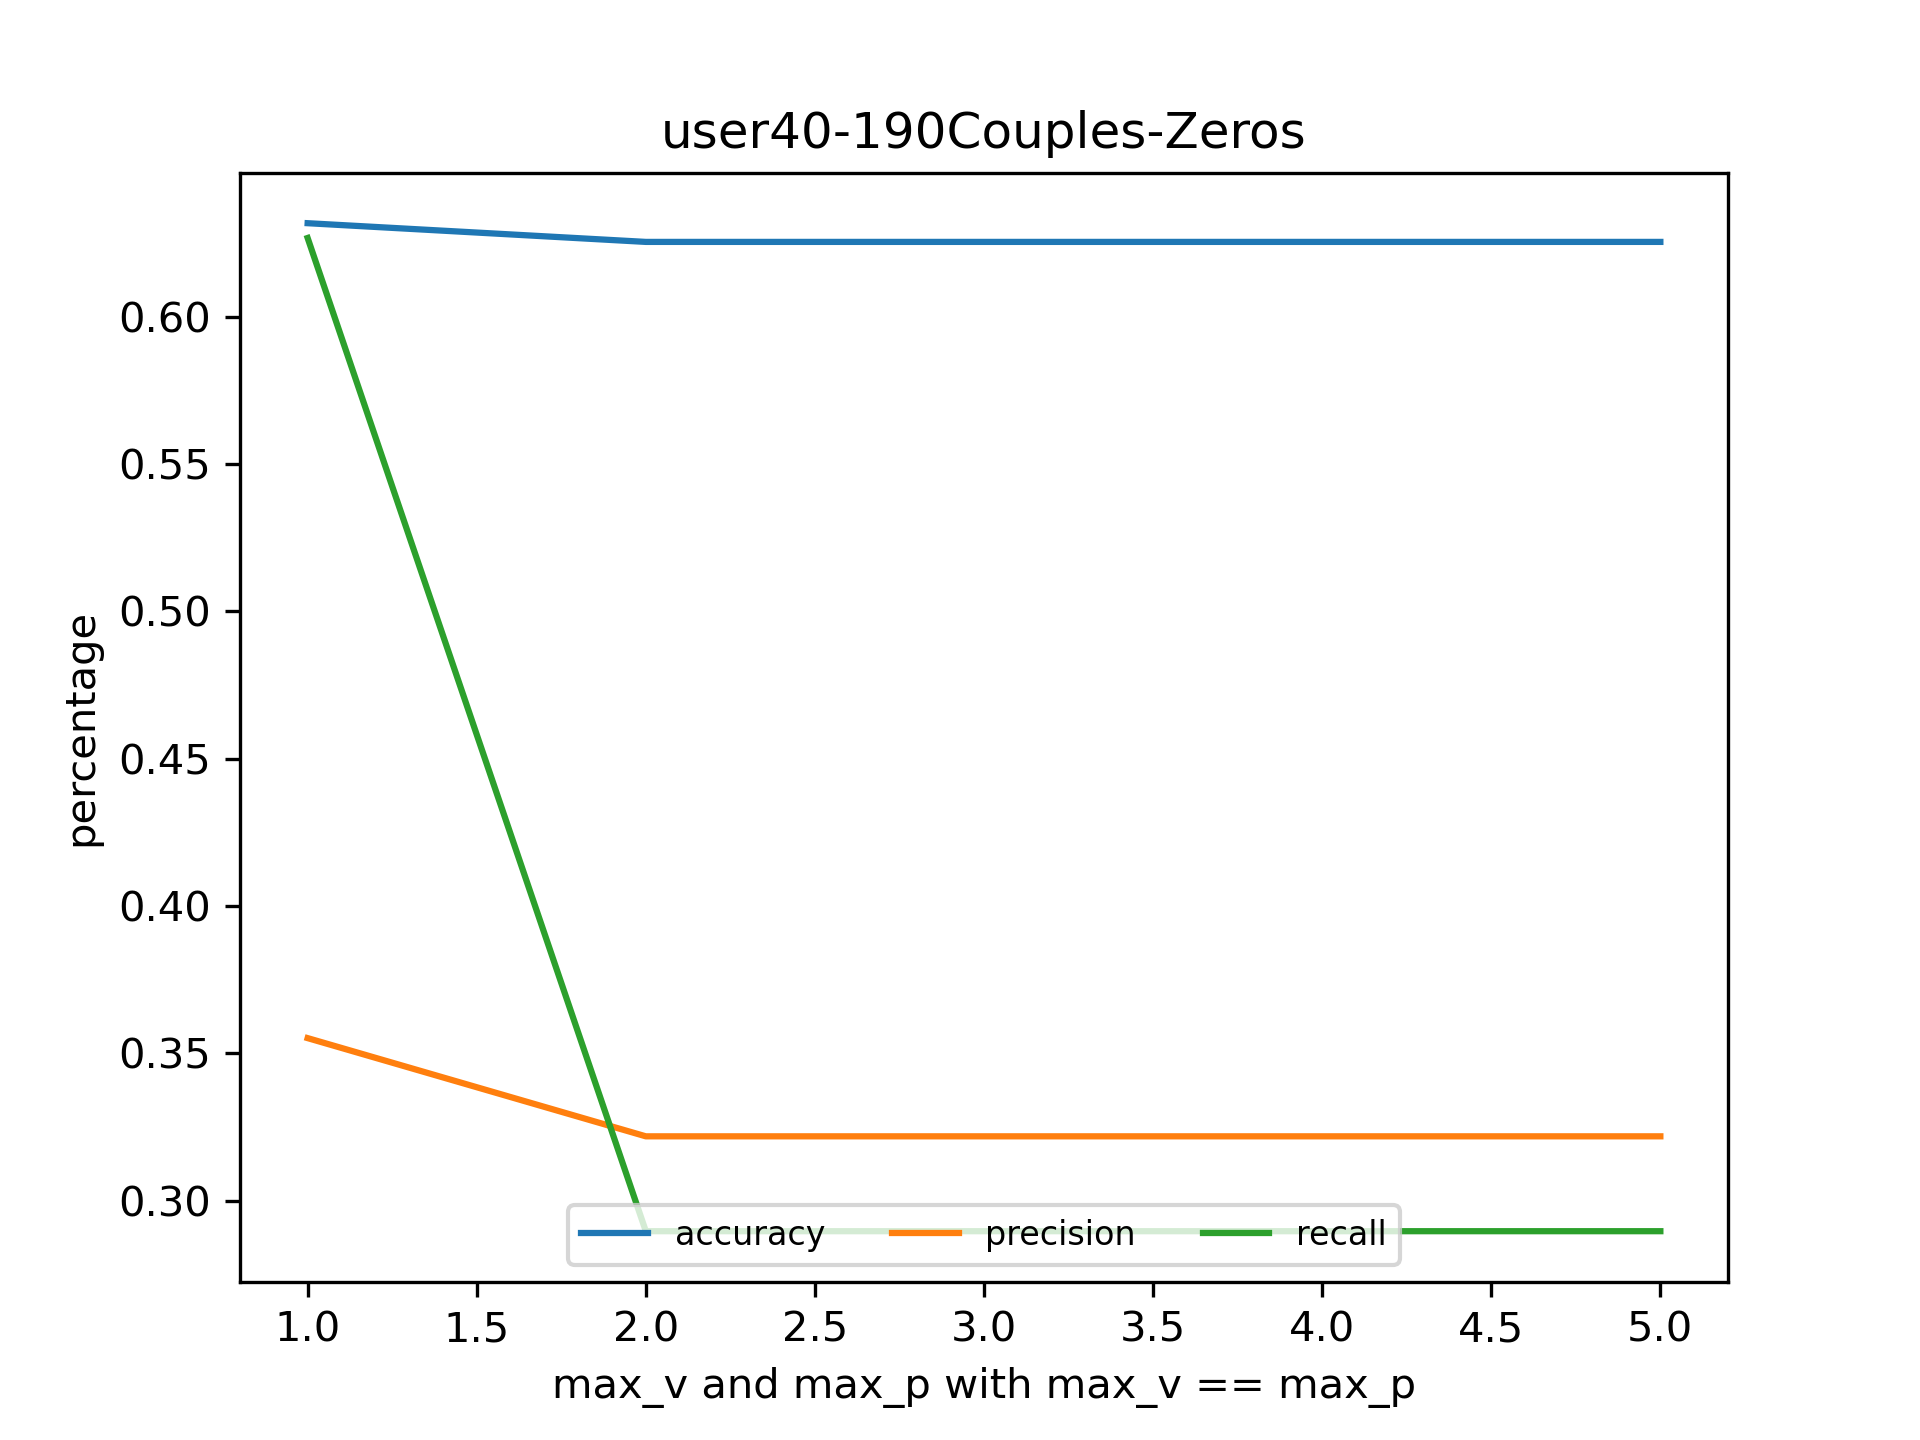 user40-190Couples-Zeros
percentage
0.60
0.55
0.50
0.45
0.40
0.35
0.30
accuracy precision recall
1.0 1.5 2.0 2.5 3.0 3.5 4.0 4.5 5.0
max_v and max_p with max_v == max_p